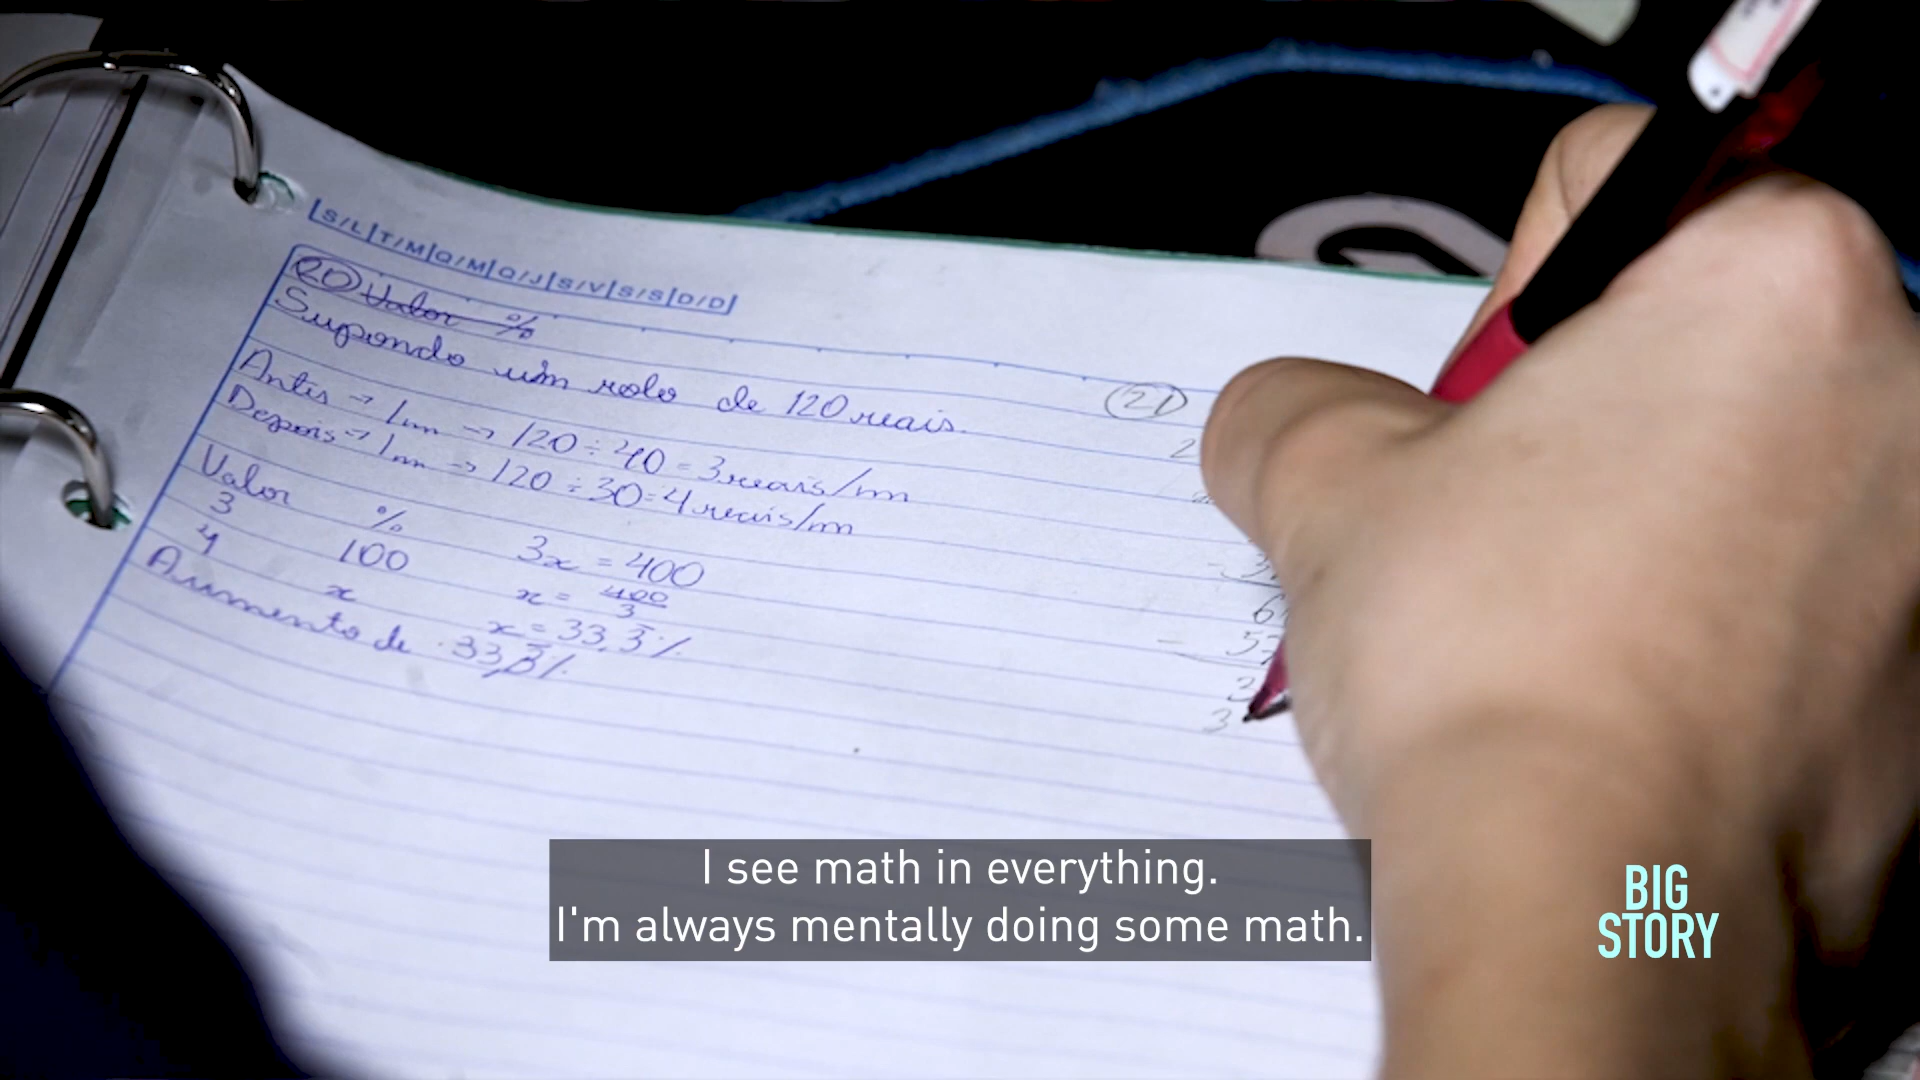 S/L|T/M|Q/M|Q/J|S/V|S/S|D/D
20 Valor %
Supondo um rolo de 120 reais.
Antes → 1m → 120 ÷ 40 = 3 reais/m
Depois → 1m → 120 ÷ 30 = 4 reais/m
Valor %
3 100
4 x
3x = 400
x = 400/3
x = 33,3%
Aumento de 33,3%
21
I see math in everything.
I'm always mentally doing some math.
BIG
STORY